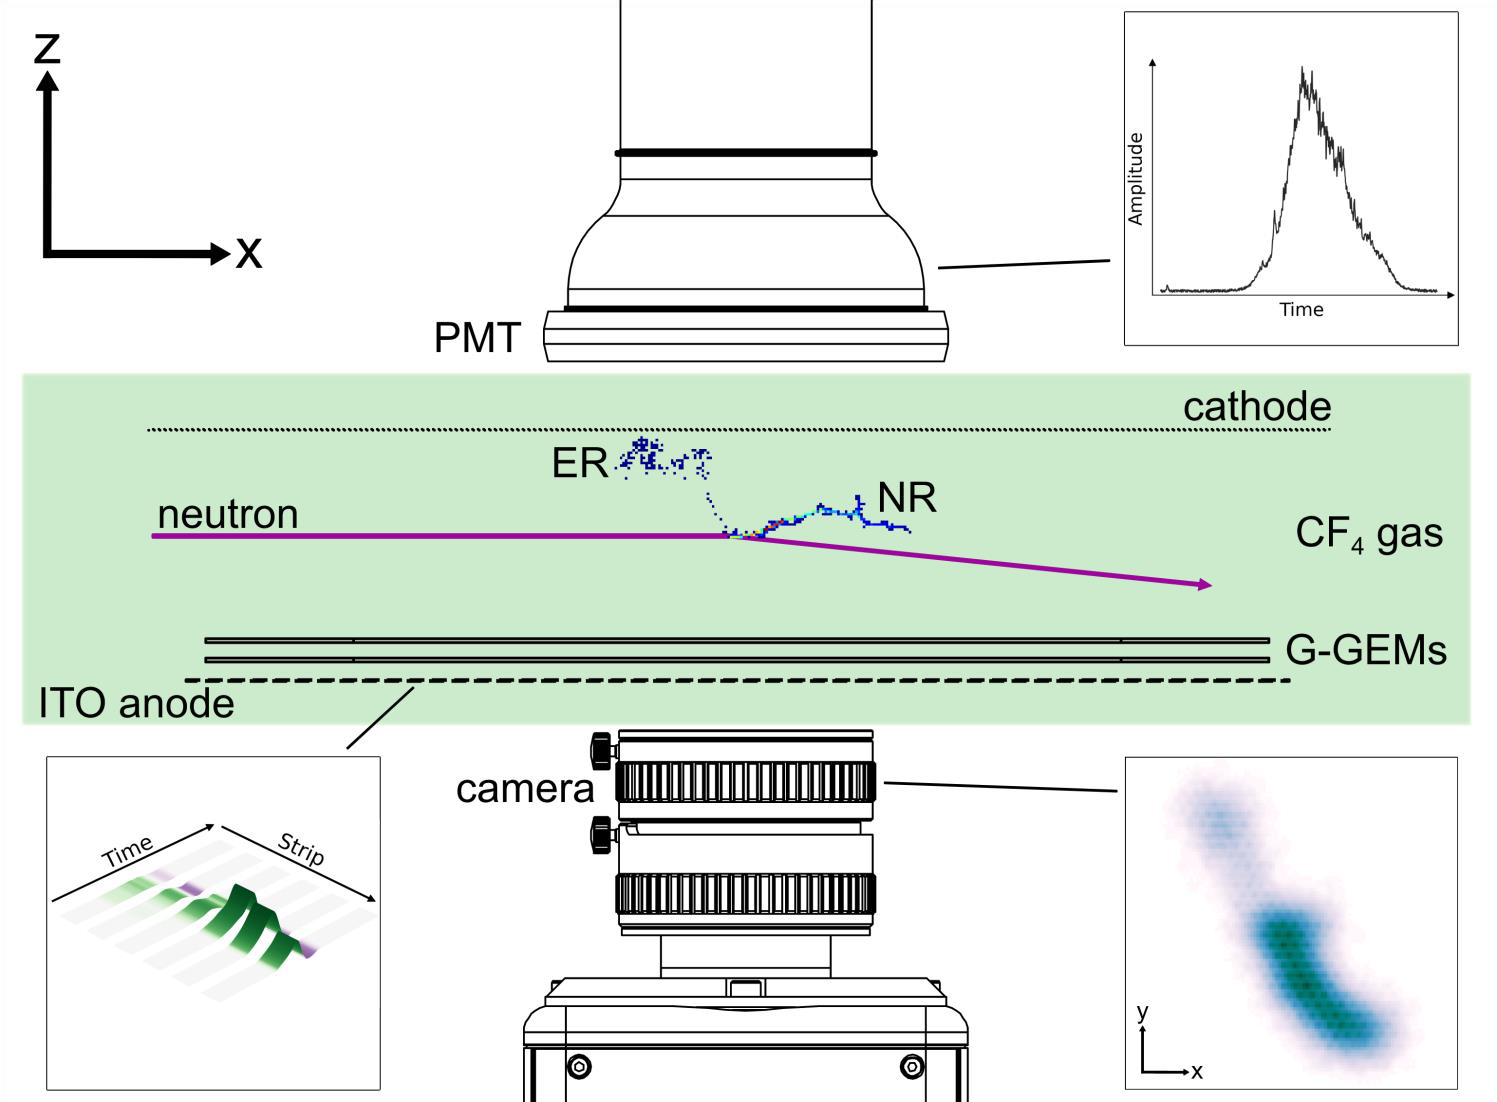 z
x
Amplitude
Time
PMT
cathode
ER
NR
neutron
CF₄ gas
G-GEMs
ITO anode
camera
Time
Strip
y
x